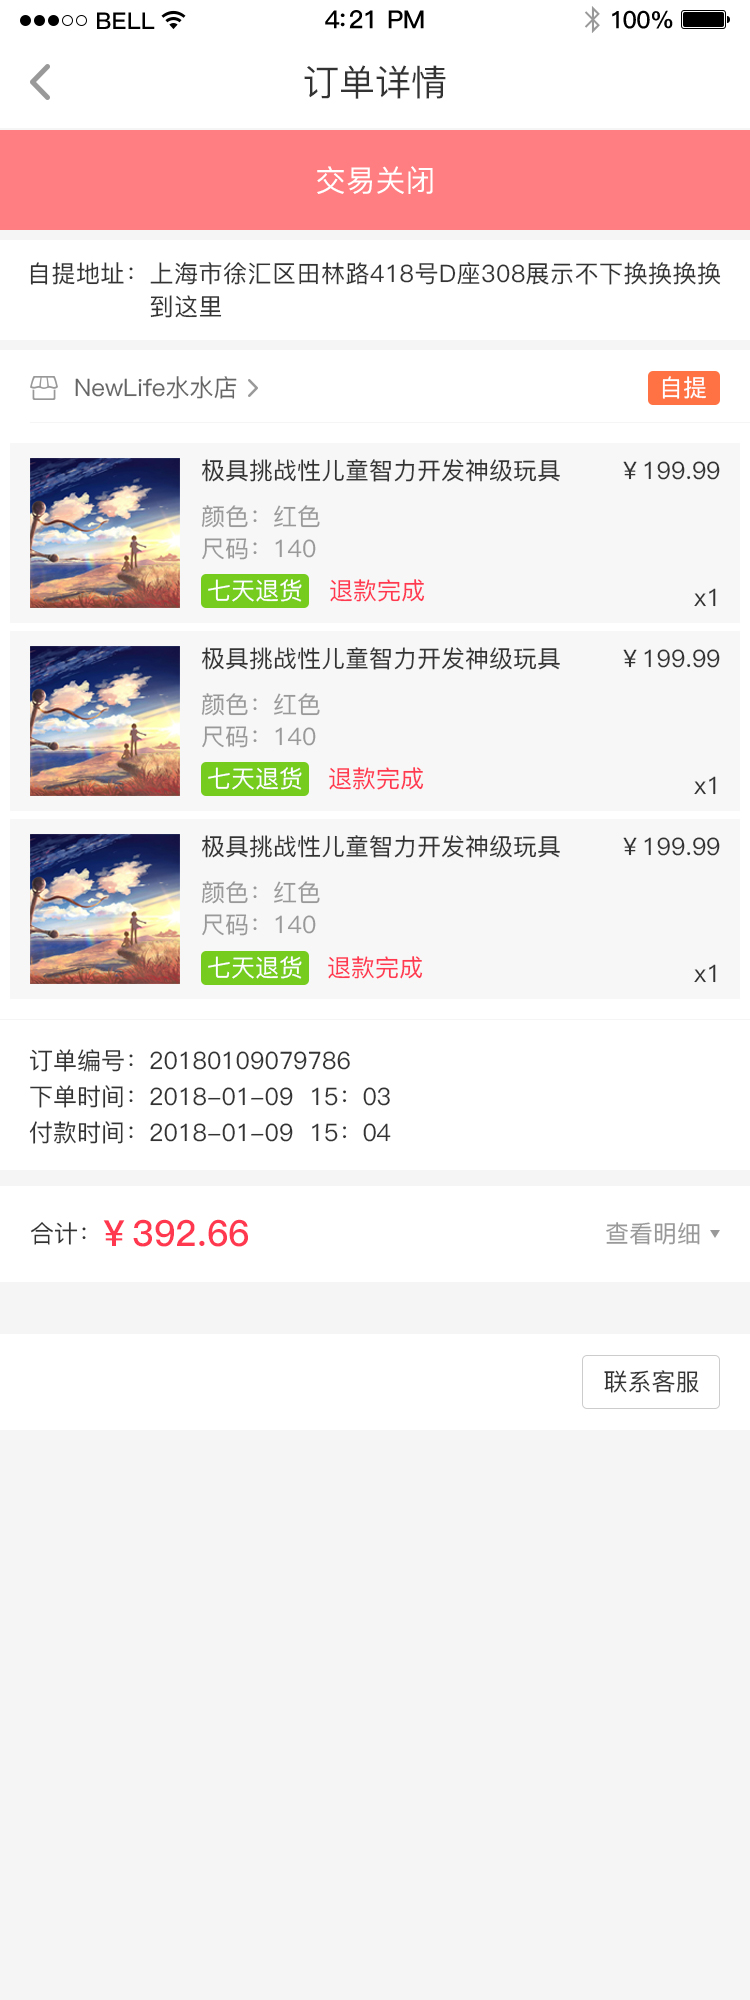 BELL 4:21 PM 100%
订单详情
交易关闭
自提地址：上海市徐汇区田林路418号D座308展示不下换换换换
到这里
NewLife水水店 自提
极具挑战性儿童智力开发神级玩具 ¥199.99
颜色：红色
尺码：140
七天退货 退款完成 x1
极具挑战性儿童智力开发神级玩具 ¥199.99
颜色：红色
尺码：140
七天退货 退款完成 x1
极具挑战性儿童智力开发神级玩具 ¥199.99
颜色：红色
尺码：140
七天退货 退款完成 x1
订单编号：20180109079786
下单时间：2018-01-09 15：03
付款时间：2018-01-09 15：04
合计：¥392.66 查看明细
联系客服